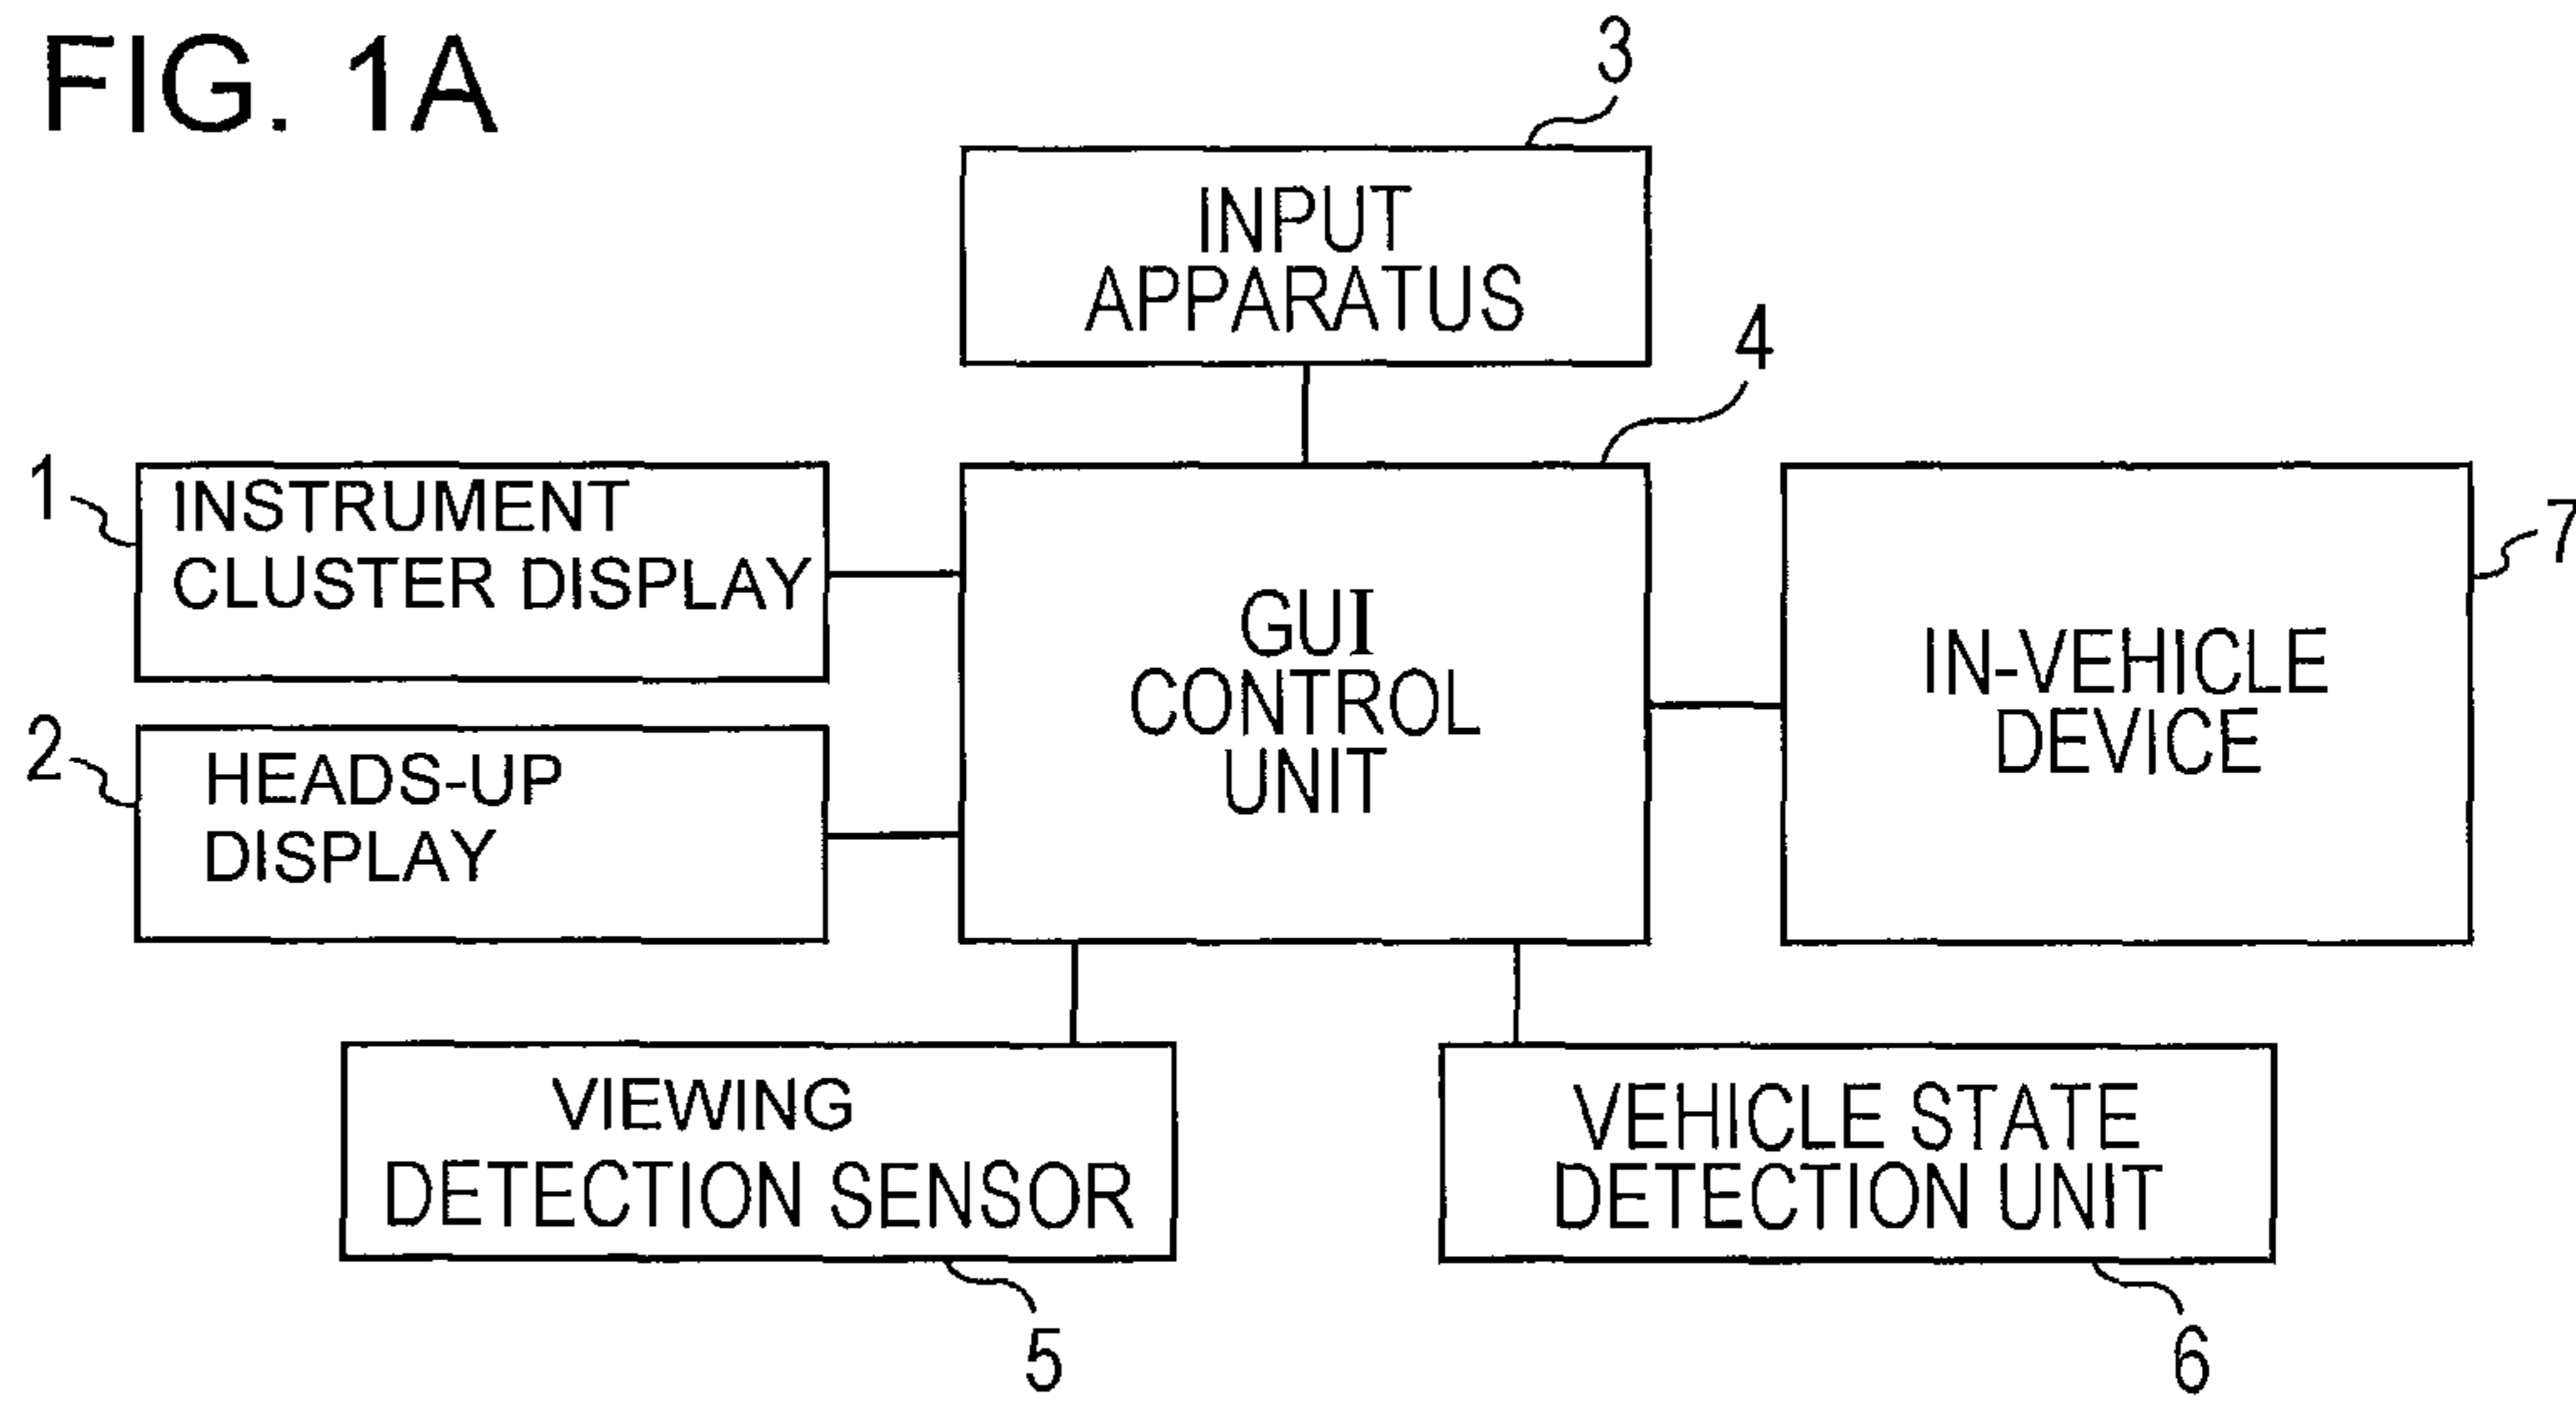 FIG. 1A
3
INPUT
APPARATUS
4
1
INSTRUMENT
CLUSTER DISPLAY
GUI
CONTROL
UNIT
7
IN-VEHICLE
DEVICE
2
HEADS-UP
DISPLAY
VIEWING
DETECTION SENSOR
5
VEHICLE STATE
DETECTION UNIT
6